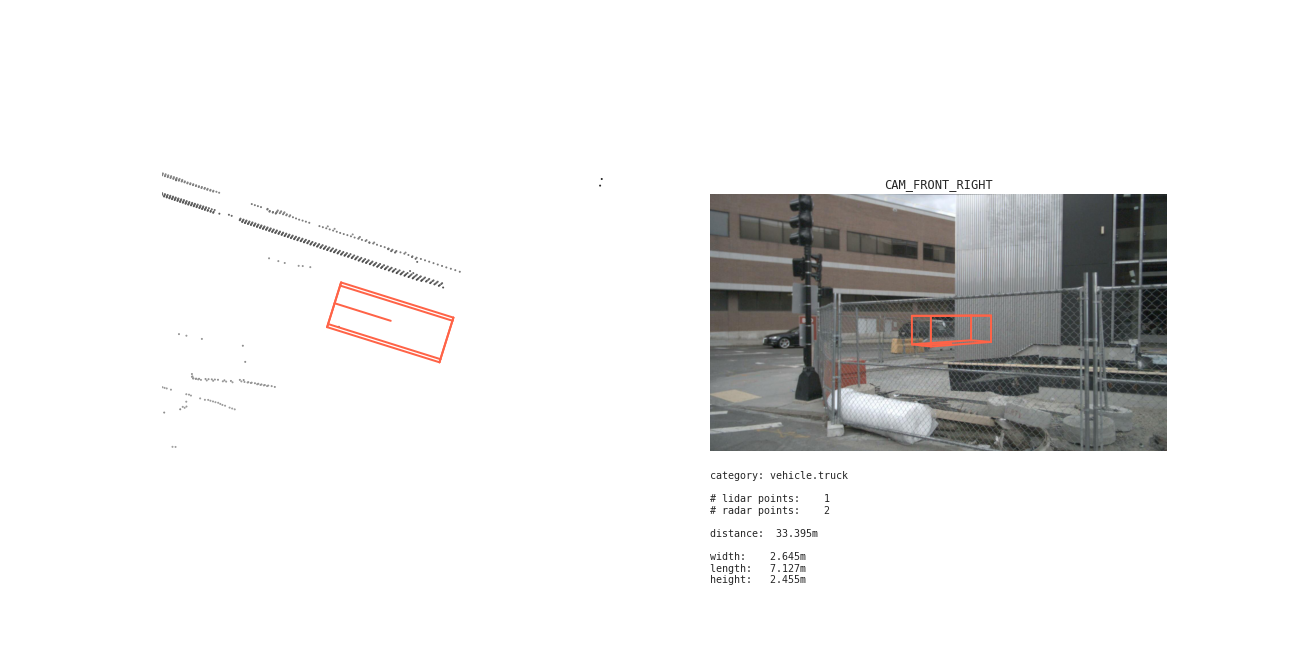 CAM_FRONT_RIGHT
category: vehicle.truck
# lidar points: 1
# radar points: 2
distance: 33.395m
width: 2.645m
length: 7.127m
height: 2.455m